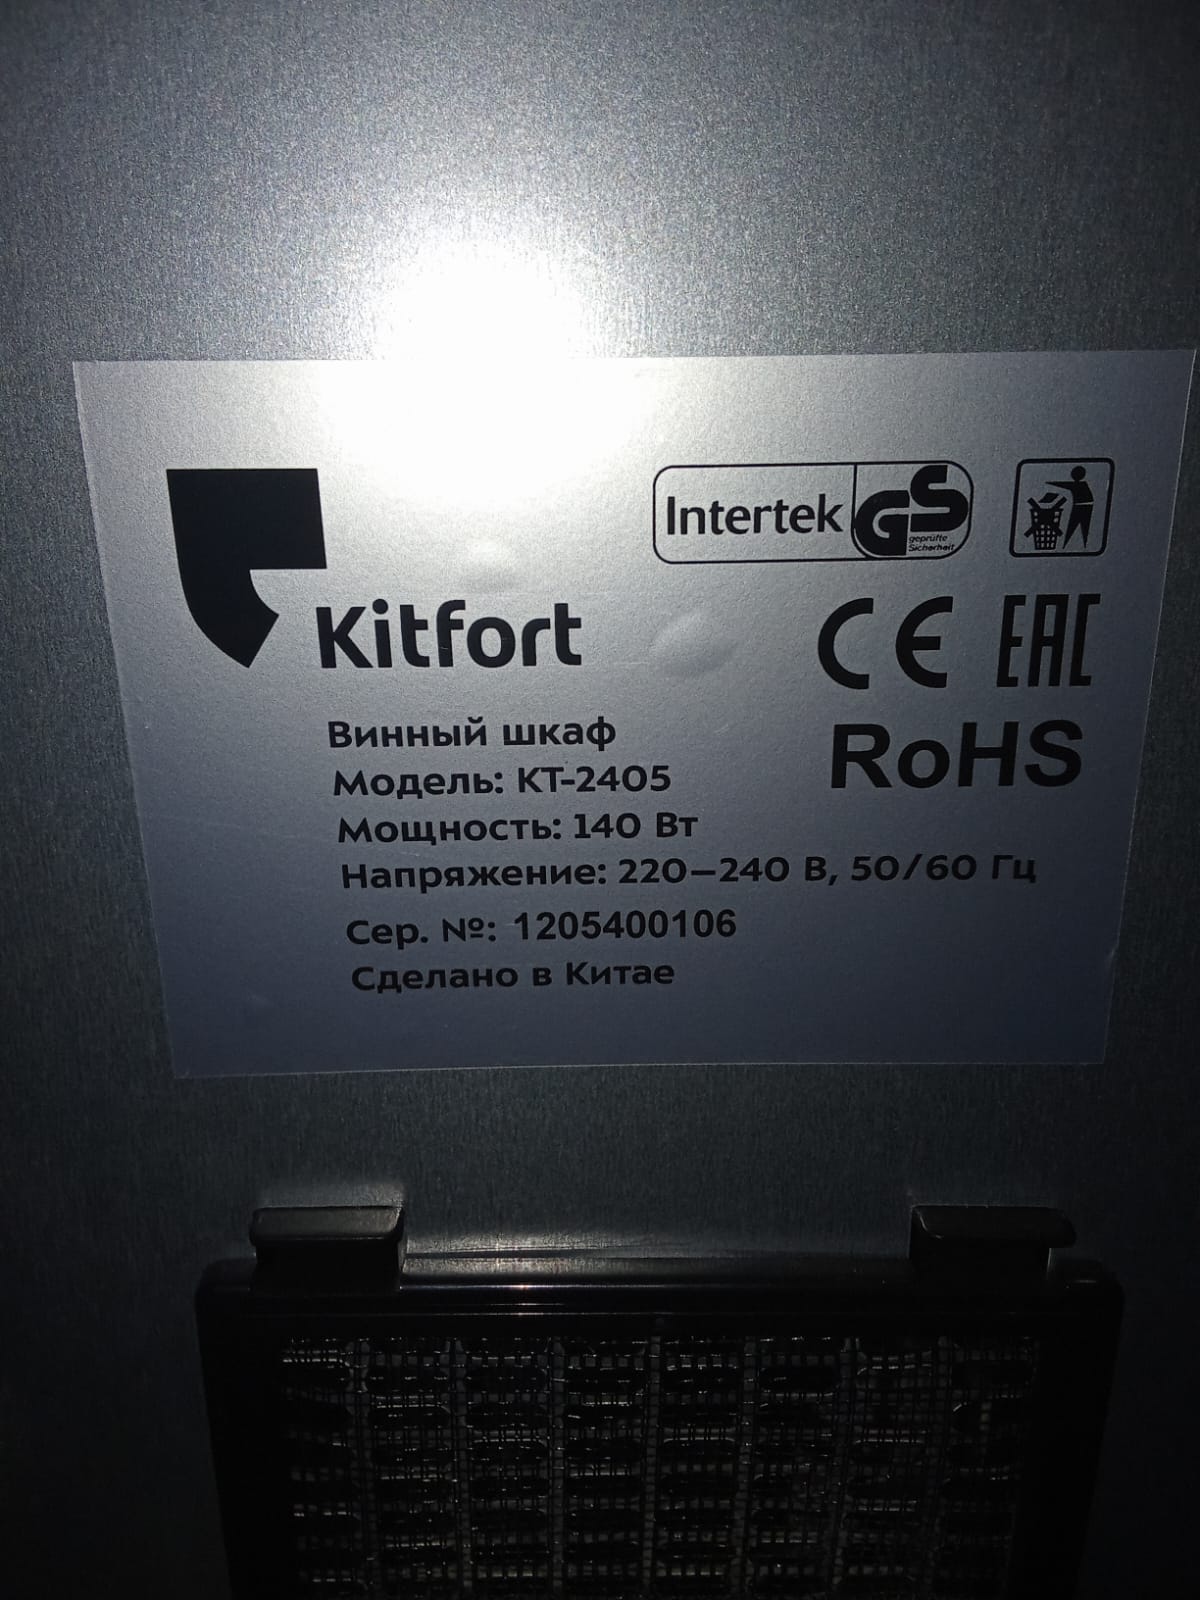 Intertek GS
geprüfte
Sicherheit
Kitfort
CE EAC
Винный шкаф
RoHS
Модель: КТ-2405
Мощность: 140 Вт
Напряжение: 220–240 В, 50/60 Гц
Сер. №: 1205400106
Сделано в Китае